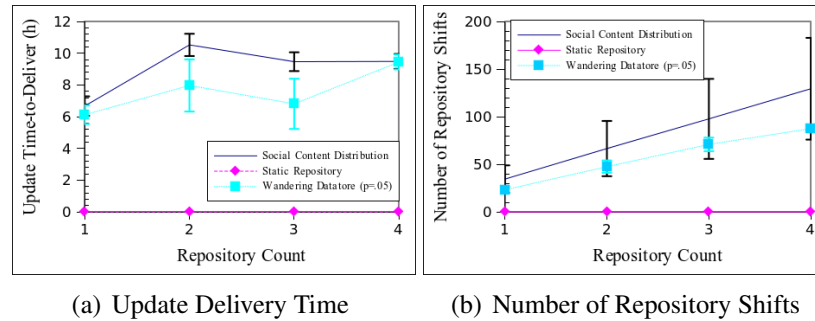 12
10
8
6
4
2
0
Update Time-to-Deliver (h)
Social Content Distribution
Static Repository
Wandering Datatore (p=.05)
1 2 3 4
Repository Count
(a) Update Delivery Time
200
150
100
50
0
Number of Repository Shifts
Social Content Distribution
Static Repository
Wandering Datatore (p=.05)
1 2 3 4
Repository Count
(b) Number of Repository Shifts